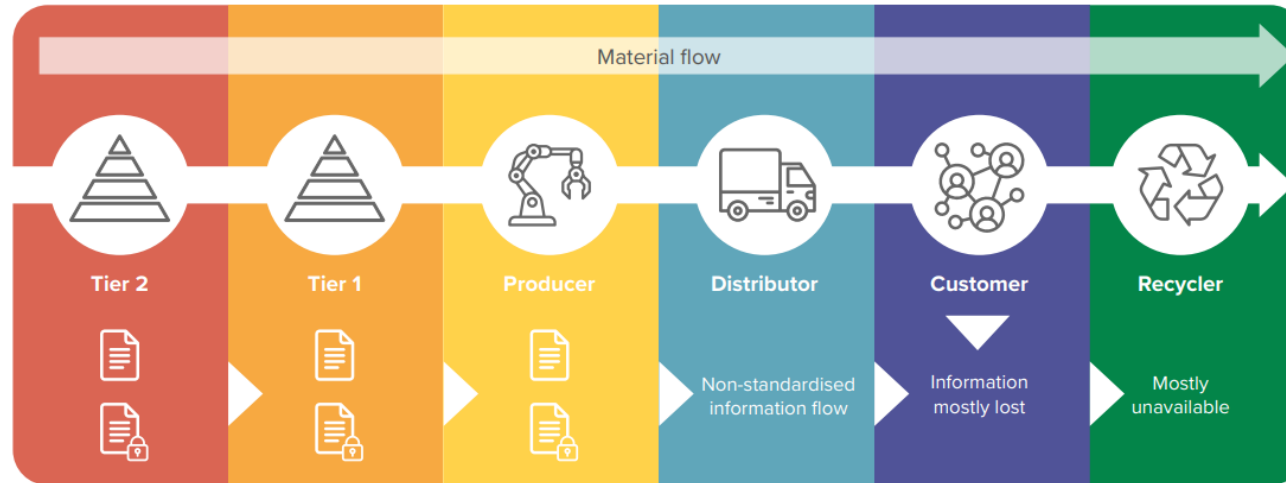 Material flow
Tier 2
Tier 1
Producer
Distributor
Customer
Recycler
Non-standardised
information flow
Information
mostly lost
Mostly
unavailable